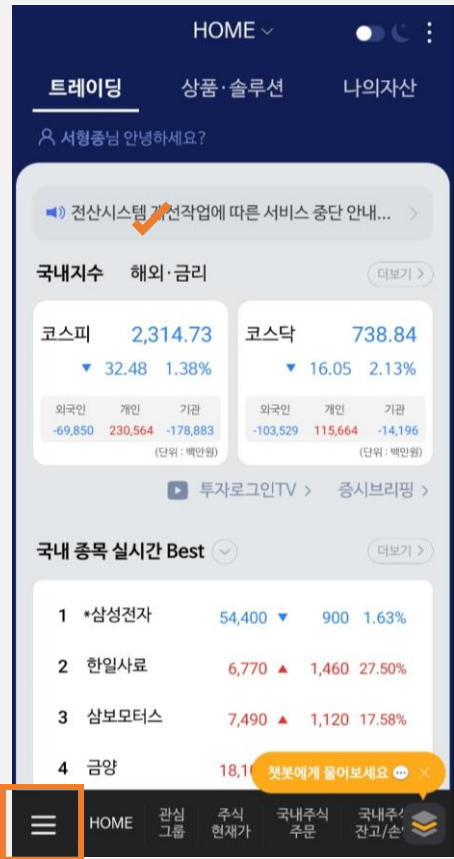 HOME
트레이딩 상품·솔루션 나의자산
서형종님 안녕하세요?
전산시스템 개선작업에 따른 서비스 중단 안내...
국내지수 해외·금리 더보기 >
코스피 2,314.73
▼ 32.48 1.38%
외국인 개인 기관
-69,850 230,564 -178,883
(단위 : 백만원)
코스닥 738.84
▼ 16.05 2.13%
외국인 개인 기관
-103,529 115,664 -14,196
(단위 : 백만원)
투자로그인TV > 증시브리핑 >
국내 종목 실시간 Best 더보기 >
1 *삼성전자 54,400 ▼ 900 1.63%
2 한일사료 6,770 ▲ 1,460 27.50%
3 삼보모터스 7,490 ▲ 1,120 17.58%
4 금양
챗봇에게 물어보세요
HOME
관심
그룹
주식
현재가
국내주식
주문
잔고/손